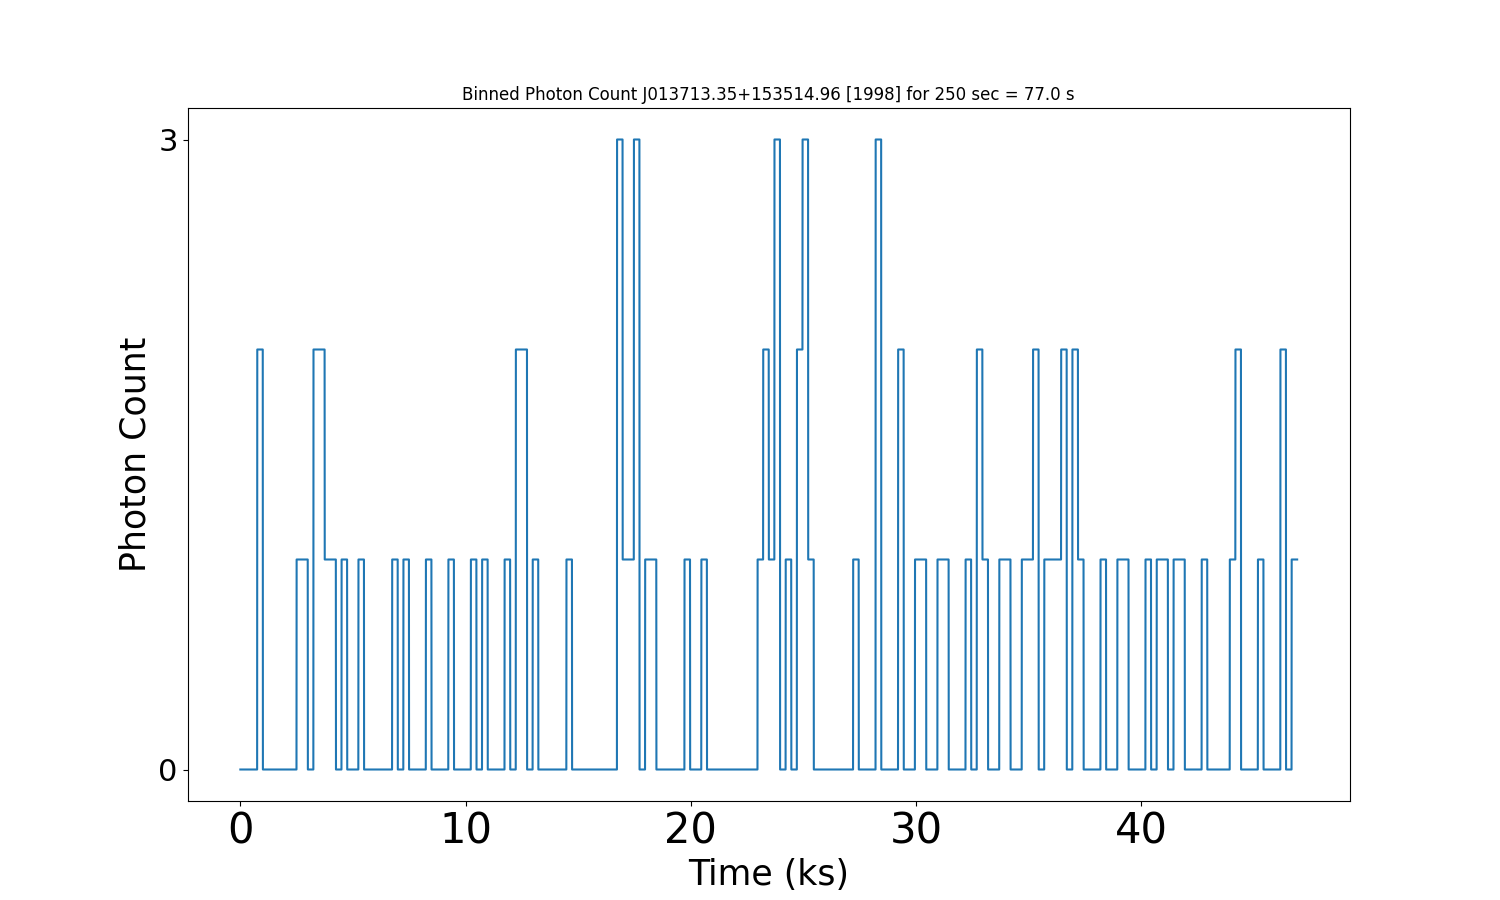 Binned Photon Count J013713.35+153514.96 [1998] for 250 sec = 77.0 s
3
Photon Count
0
0 10 20 30 40
Time (ks)